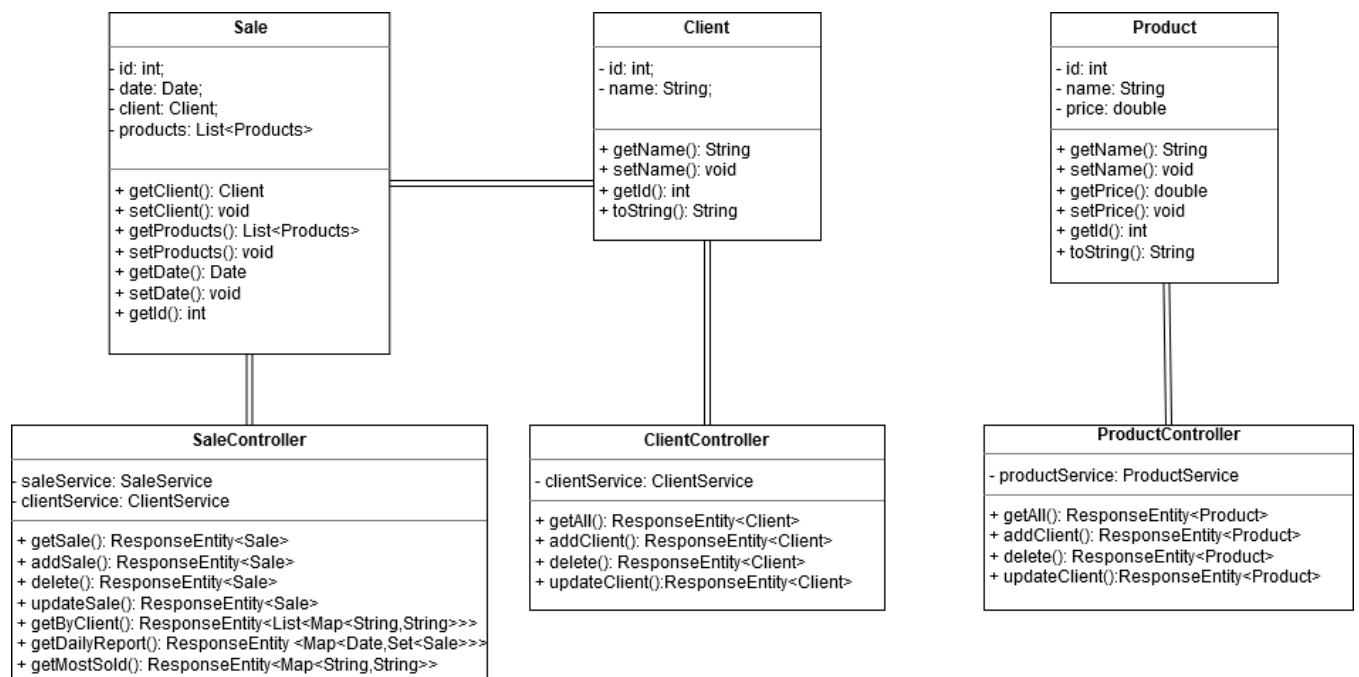 Sale
- id: int;
- date: Date;
- client: Client;
- products: List<Products>
+ getClient(): Client
+ setClient(): void
+ getProducts(): List<Products>
+ setProducts(): void
+ getDate(): Date
+ setDate(): void
+ getId(): int
Client
- id: int;
- name: String;
+ getName(): String
+ setName(): void
+ getId(): int
+ toString(): String
Product
- id: int
- name: String
- price: double
+ getName(): String
+ setName(): void
+ getPrice(): double
+ setPrice(): void
+ getId(): int
+ toString(): String
SaleController
- saleService: SaleService
- clientService: ClientService
+ getSale(): ResponseEntity<Sale>
+ addSale(): ResponseEntity<Sale>
+ delete(): ResponseEntity<Sale>
+ updateSale(): ResponseEntity<Sale>
+ getByClient(): ResponseEntity<List<Map<String,String>>>
+ getDailyReport(): ResponseEntity <Map<Date,Set<Sale>>>
+ getMostSold(): ResponseEntity<Map<String,String>>
ClientController
- clientService: ClientService
+ getAll(): ResponseEntity<Client>
+ addClient(): ResponseEntity<Client>
+ delete(): ResponseEntity<Client>
+ updateClient():ResponseEntity<Client>
ProductController
- productService: ProductService
+ getAll(): ResponseEntity<Product>
+ addClient(): ResponseEntity<Product>
+ delete(): ResponseEntity<Product>
+ updateClient():ResponseEntity<Product>